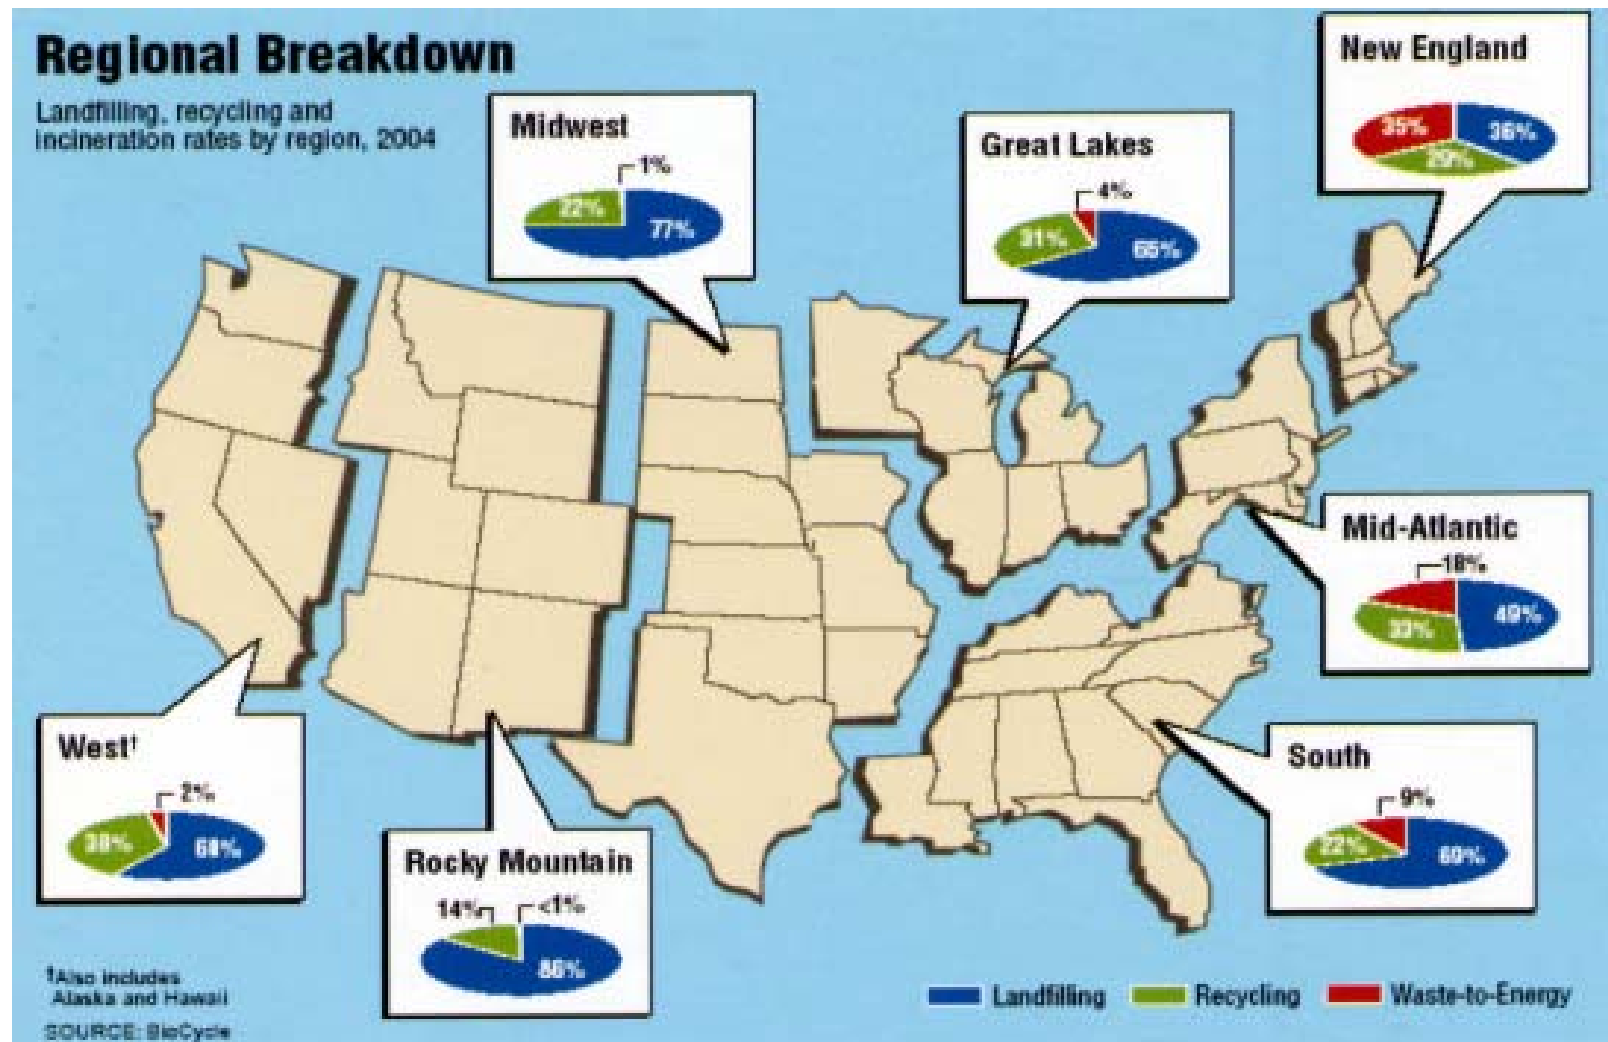 Regional Breakdown
Landfilling, recycling and
incineration rates by region, 2004
New England
35%
36%
29%
Midwest
1%
22%
77%
Great Lakes
4%
31%
65%
Mid-Atlantic
18%
49%
33%
West†
2%
38%
Rocky Mountain
14%
<1%
86%
South
9%
22%
69%
†Also includes
Alaska and Hawaii
SOURCE: BioCycle
Landfilling
Recycling
Waste-to-Energy